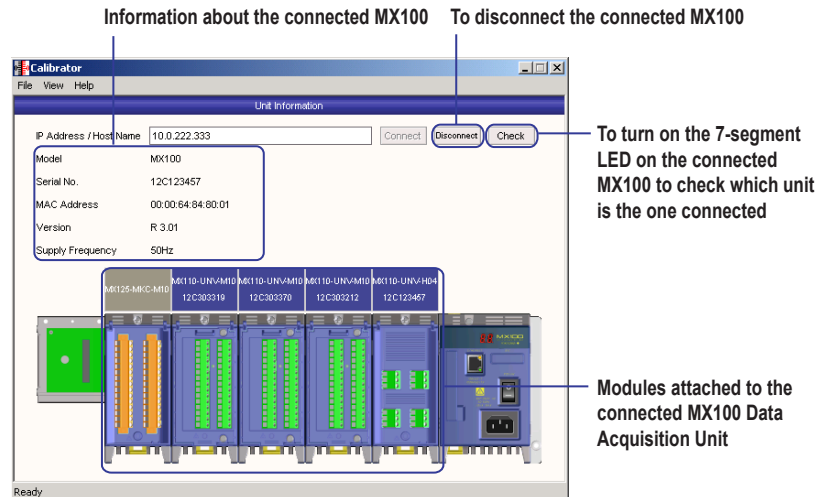 Information about the connected MX100
To disconnect the connected MX100
Calibrator
File View Help
Unit Information
IP Address / Host Name 10.0.222.333 Connect Disconnect Check
Model MX100
Serial No. 12C123457
MAC Address 00:00:64:84:80:01
Version R 3.01
Supply Frequency 50Hz
To turn on the 7-segment
LED on the connected
MX100 to check which unit
is the one connected
MX125-MKC-M10 MX110-UNV-M10 MX110-UNV-M10 MX110-UNV-M10 MX110-UNV-H04
12C303319 12C303370 12C303212 12C123457
MX100
Modules attached to the
connected MX100 Data
Acquisition Unit
Ready